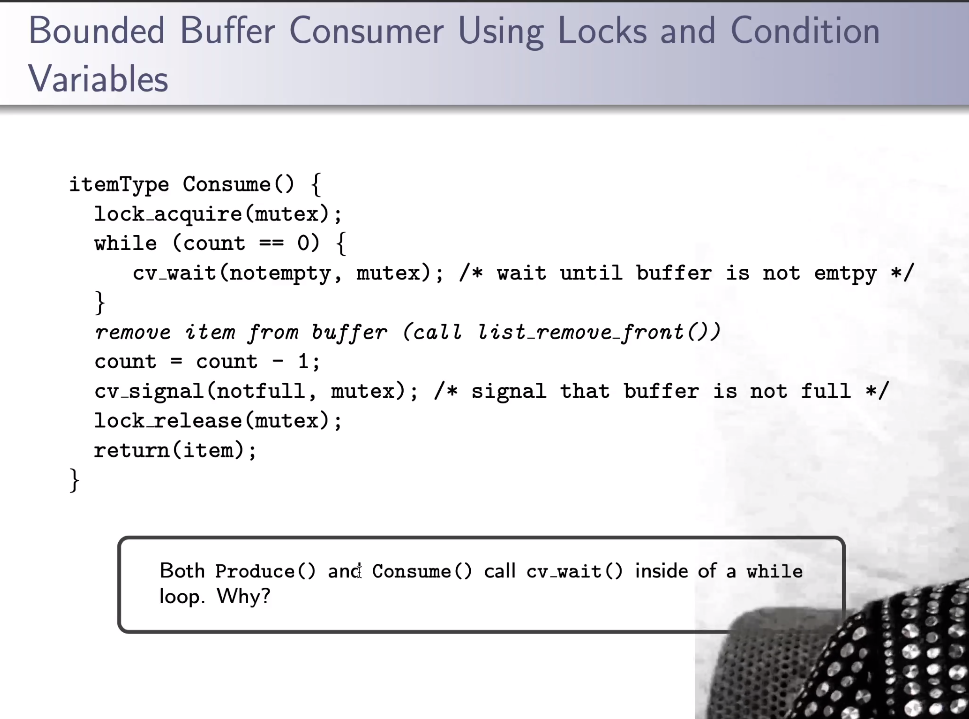 Bounded Buffer Consumer Using Locks and Condition
Variables
itemType Consume() {
lock_acquire(mutex);
while (count == 0) {
cv_wait(notempty, mutex); /* wait until buffer is not emtpy */
}
remove item from buffer (call list_remove_front())
count = count - 1;
cv_signal(notfull, mutex); /* signal that buffer is not full */
lock_release(mutex);
return(item);
}
Both Produce() and Consume() call cv_wait() inside of a while
loop. Why?